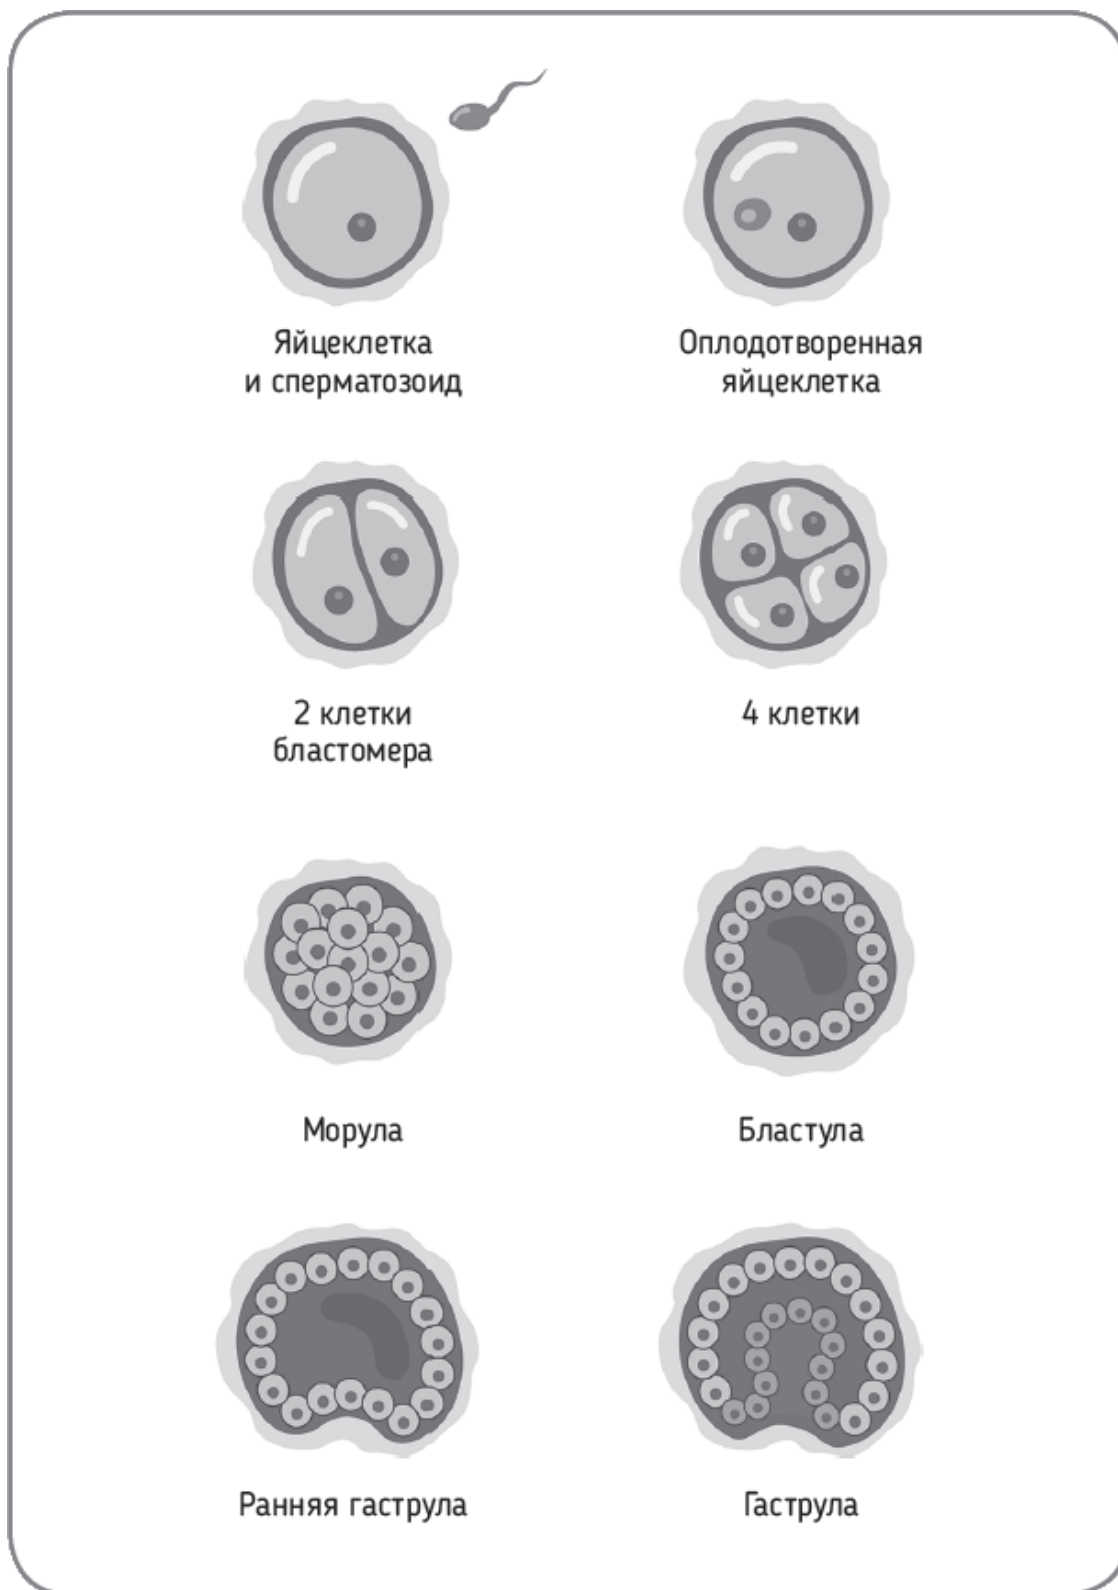 Яйцеклетка
и сперматозоид
Оплодотворенная
яйцеклетка
2 клетки
бластомера
4 клетки
Морула
Бластула
Ранняя гаструла
Гаструла